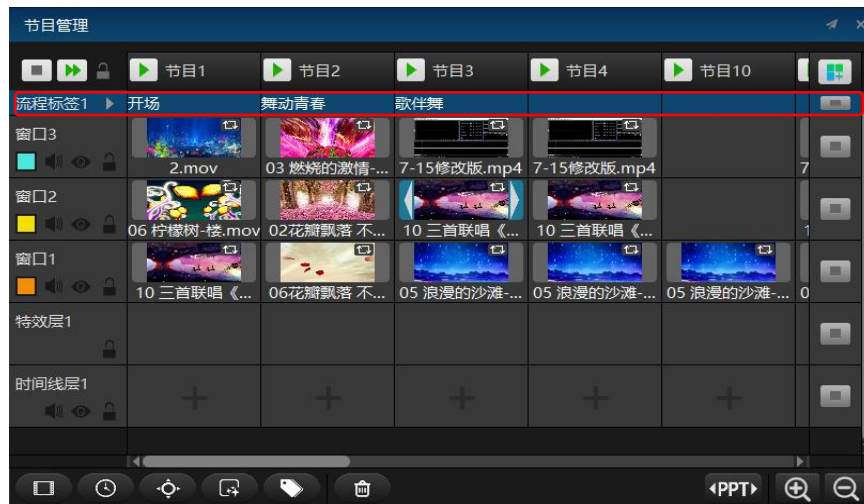 节目管理
节目1 节目2 节目3 节目4 节目10
流程标签1 开场 舞动青春 歌伴舞
窗口3
2.mov 03 燃烧的激情-... 7-15修改版.mp4 7-15修改版.mp4 7
窗口2
06 柠檬树-楼.mov 02花瓣飘落 不... 10 三首联唱《... 10 三首联唱《... 1
窗口1
10 三首联唱《... 06花瓣飘落 不... 05 浪漫的沙滩-... 05 浪漫的沙滩-... 05 浪漫的沙滩-... 0
特效层1
时间线层1
PPT